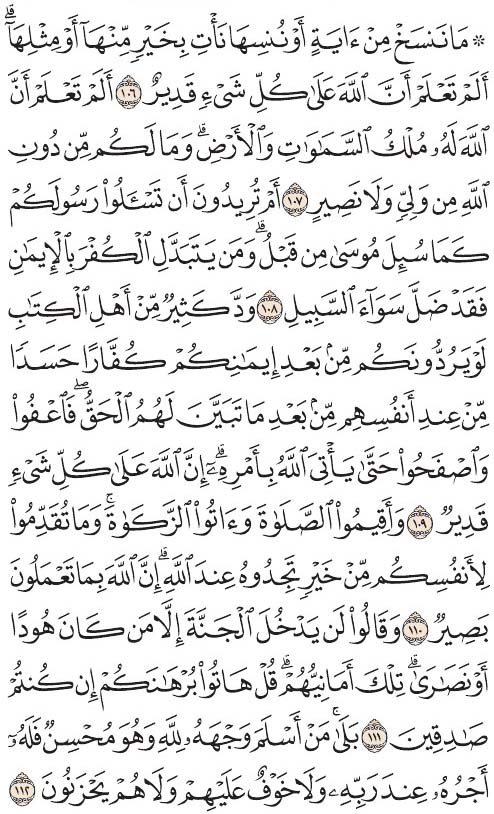 ۞ مَا نَنسَخْ مِنْ ءَايَةٍ أَوْ نُنسِهَا نَأْتِ بِخَيْرٍ مِّنْهَآ أَوْ مِثْلِهَآ ۗ
أَلَمْ تَعْلَمْ أَنَّ ٱللَّهَ عَلَىٰ كُلِّ شَىْءٍ قَدِيرٌ ١٠٦ أَلَمْ تَعْلَمْ أَنَّ
ٱللَّهَ لَهُۥ مُلْكُ ٱلسَّمَٰوَٰتِ وَٱلْأَرْضِ ۗ وَمَا لَكُم مِّن دُونِ
ٱللَّهِ مِن وَلِىٍّ وَلَا نَصِيرٍ ١٠٧ أَمْ تُرِيدُونَ أَن تَسْـَٔلُوا۟ رَسُولَكُمْ
كَمَا سُئِلَ مُوسَىٰ مِن قَبْلُ ۗ وَمَن يَتَبَدَّلِ ٱلْكُفْرَ بِٱلْإِيمَٰنِ
فَقَدْ ضَلَّ سَوَآءَ ٱلسَّبِيلِ ١٠٨ وَدَّ كَثِيرٌ مِّنْ أَهْلِ ٱلْكِتَٰبِ
لَوْ يَرُدُّونَكُم مِّنۢ بَعْدِ إِيمَٰنِكُمْ كُفَّارًا حَسَدًا
مِّنْ عِندِ أَنفُسِهِم مِّنۢ بَعْدِ مَا تَبَيَّنَ لَهُمُ ٱلْحَقُّ ۖ فَٱعْفُوا۟
وَٱصْفَحُوا۟ حَتَّىٰ يَأْتِىَ ٱللَّهُ بِأَمْرِهِۦٓ ۗ إِنَّ ٱللَّهَ عَلَىٰ كُلِّ شَىْءٍ
قَدِيرٌ ١٠٩ وَأَقِيمُوا۟ ٱلصَّلَوٰةَ وَءَاتُوا۟ ٱلزَّكَوٰةَ ۚ وَمَا تُقَدِّمُوا۟
لِأَنفُسِكُم مِّنْ خَيْرٍ تَجِدُوهُ عِندَ ٱللَّهِ ۗ إِنَّ ٱللَّهَ بِمَا تَعْمَلُونَ
بَصِيرٌ ١١٠ وَقَالُوا۟ لَن يَدْخُلَ ٱلْجَنَّةَ إِلَّا مَن كَانَ هُودًا
أَوْ نَصَٰرَىٰ ۗ تِلْكَ أَمَانِيُّهُمْ ۗ قُلْ هَاتُوا۟ بُرْهَٰنَكُمْ إِن كُنتُمْ
صَٰدِقِينَ ١١١ بَلَىٰ مَنْ أَسْلَمَ وَجْهَهُۥ لِلَّهِ وَهُوَ مُحْسِنٌ فَلَهُۥٓ
أَجْرُهُۥ عِندَ رَبِّهِۦ وَلَا خَوْفٌ عَلَيْهِمْ وَلَا هُمْ يَحْزَنُونَ ١١٢